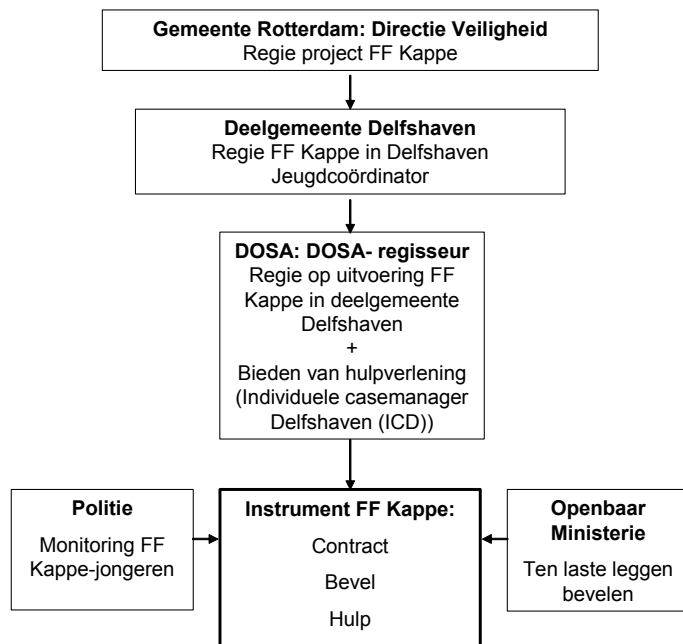 Gemeente Rotterdam: Directie Veiligheid
Regie project FF Kappe
Deelgemeente Delfshaven
Regie FF Kappe in Delfshaven
Jeugdcoördinator
DOSA: DOSA- regisseur
Regie op uitvoering FF
Kappe in deelgemeente
Delfshaven
+
Bieden van hulpverlening
(Individuele casemanager
Delfshaven (ICD))
Politie
Monitoring FF
Kappe-jongeren
Instrument FF Kappe:
Contract
Bevel
Hulp
Openbaar
Ministerie
Ten laste leggen
bevelen